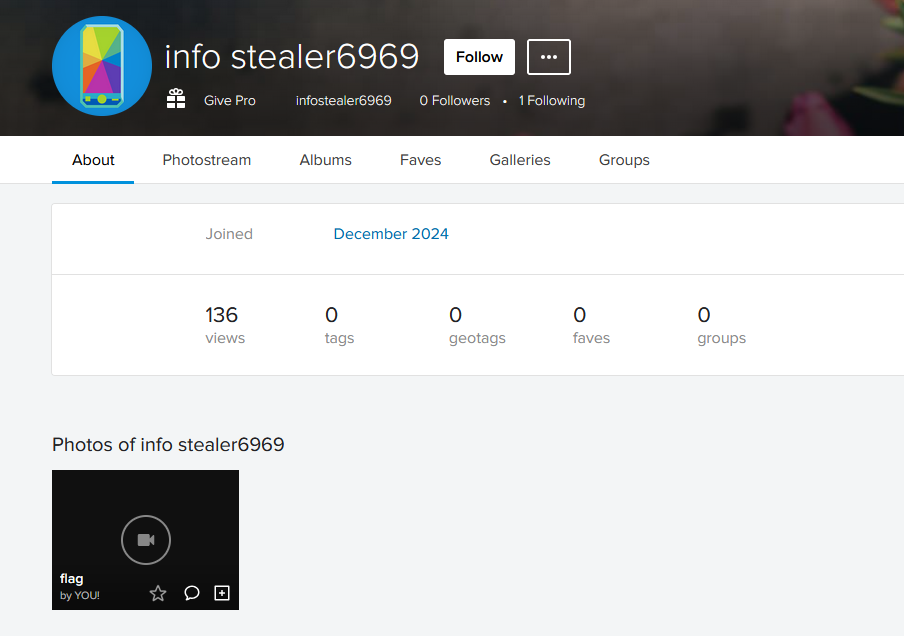 info stealer6969 Follow ...
Give Pro infostealer6969 0 Followers • 1 Following
About Photostream Albums Faves Galleries Groups
Joined December 2024
136 0 0 0 0
views tags geotags faves groups
Photos of info stealer6969
flag
by YOU!